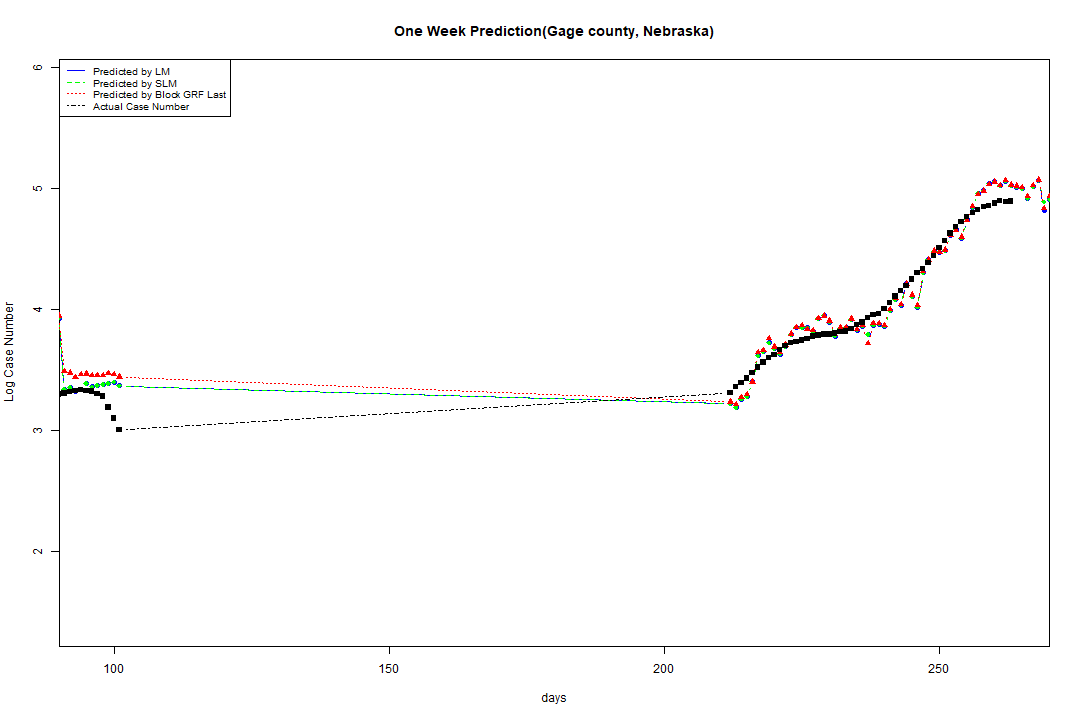 One Week Prediction(Gage county, Nebraska)
Predicted by LM
Predicted by SLM
Predicted by Block GRF Last
Actual Case Number
Log Case Number
6
5
4
3
2
100
150
200
250
days